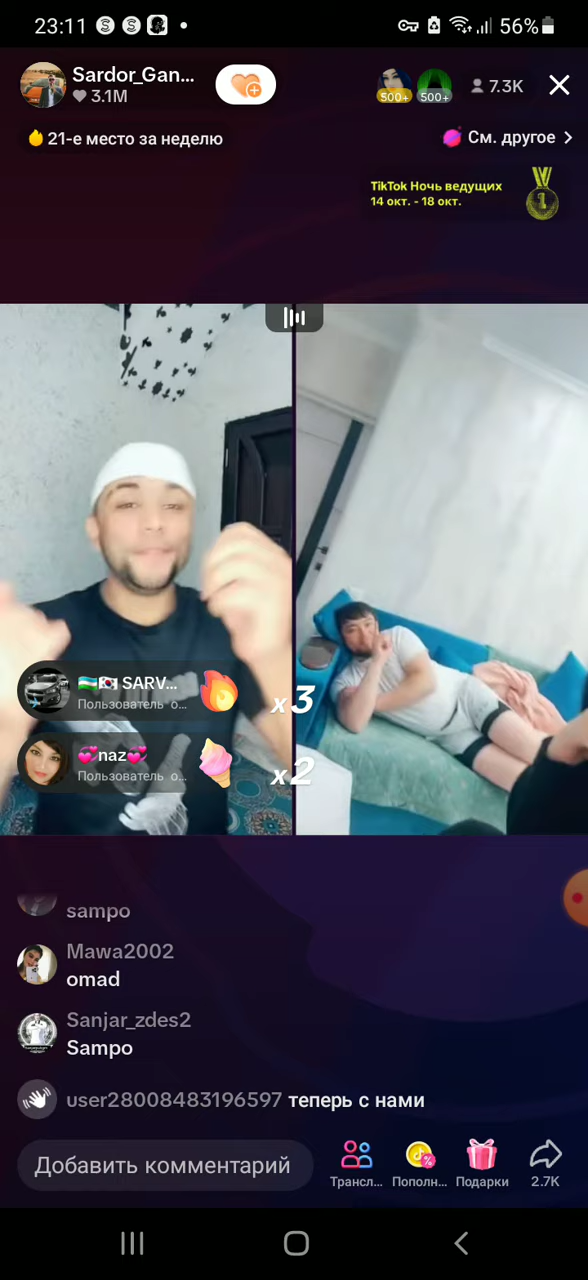 23:11
56%
Sardor_Gan...
3.1M
500+
500+
7.3K
21-е место за неделю
См. другое
TikTok Ночь ведущих
14 окт. - 18 окт.
1
SARV...
Пользователь о...
x3
naz
Пользователь о...
x2
sampo
Mawa2002
omad
Sanjar_zdes2
Sampo
user28008483196597 теперь с нами
Добавить комментарий
Трансл...
Пополн...
Подарки
2.7K